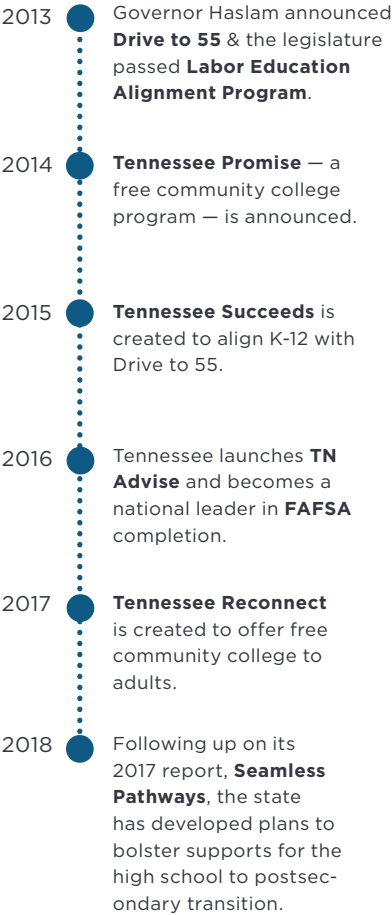 2013
Governor Haslam announced
Drive to 55 & the legislature
passed Labor Education
Alignment Program.
2014
Tennessee Promise — a
free community college
program — is announced.
2015
Tennessee Succeeds is
created to align K-12 with
Drive to 55.
2016
Tennessee launches TN
Advise and becomes a
national leader in FAFSA
completion.
2017
Tennessee Reconnect
is created to offer free
community college to
adults.
2018
Following up on its
2017 report, Seamless
Pathways, the state
has developed plans to
bolster supports for the
high school to postsec-
ondary transition.